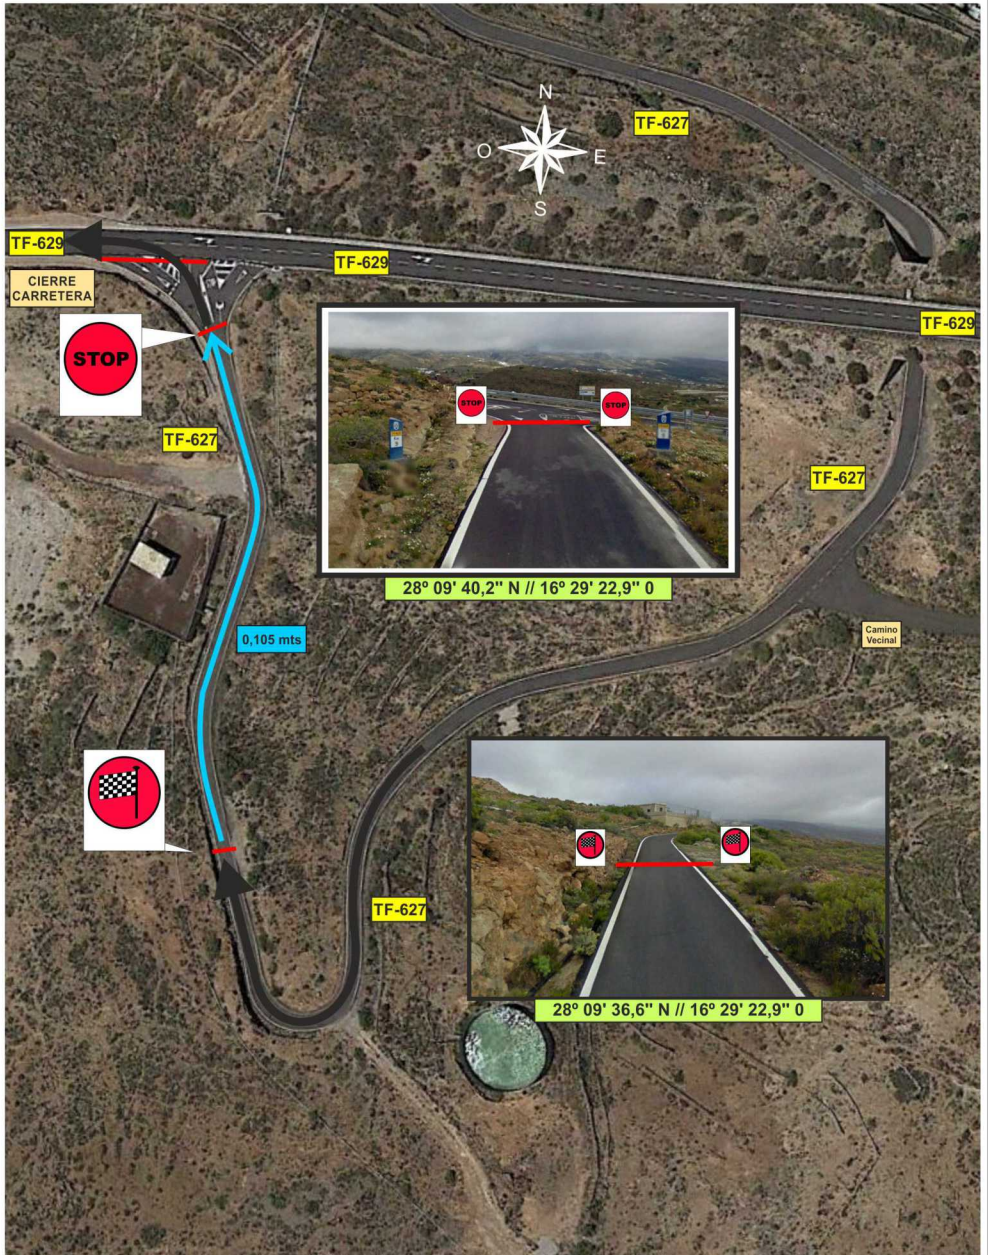 N
TF-627
O
E
S
TF-629
TF-629
CIERRE
CARRETERA
TF-629
STOP
STOP
STOP
TF-627
TF-627
28º 09' 40,2'' N // 16º 29' 22,9'' 0
Camino
Vecinal
0,105 mts
TF-627
28º 09' 36,6'' N // 16º 29' 22,9'' 0